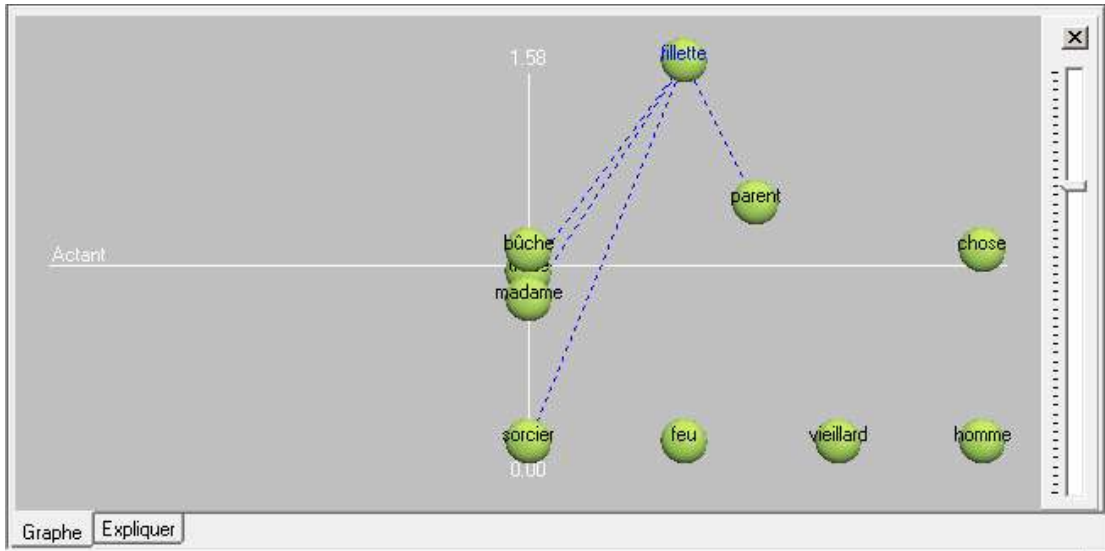 1.58
fillette
parent
bûche
chose
Actant
madame
sorcier
feu
vieillard
homme
0.00
Graphe
Expliquer